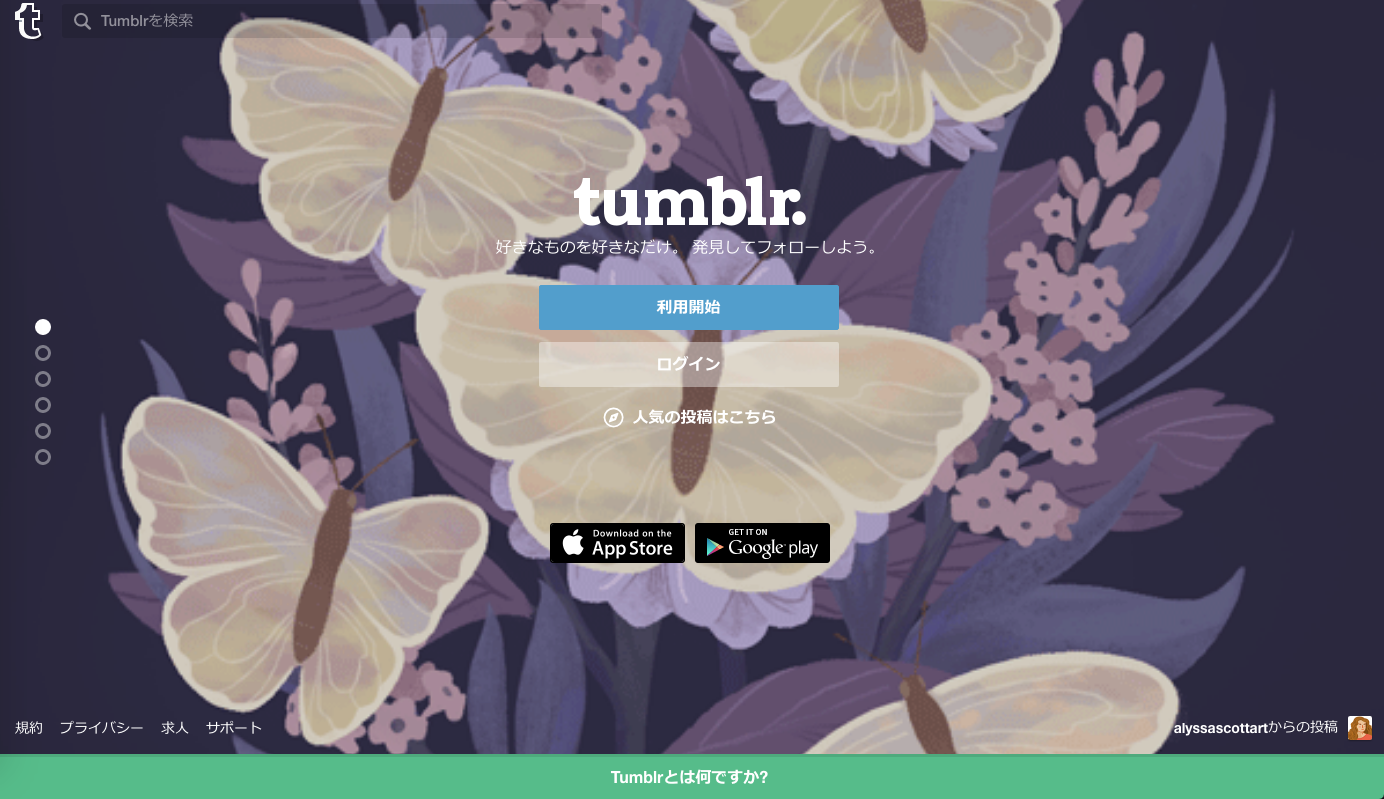 t
Tumblrを検索
tumblr.
好きなものを好きなだけ。 発見してフォローしよう。
利用開始
ログイン
人気の投稿はこちら
Download on the
App Store
GET IT ON
Google play
規約 プライバシー 求人 サポート
alyssascottartからの投稿
Tumblrとは何ですか?